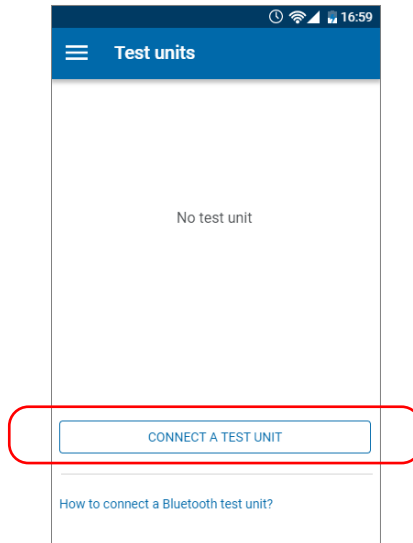 16:59
Test units
No test unit
CONNECT A TEST UNIT
How to connect a Bluetooth test unit?